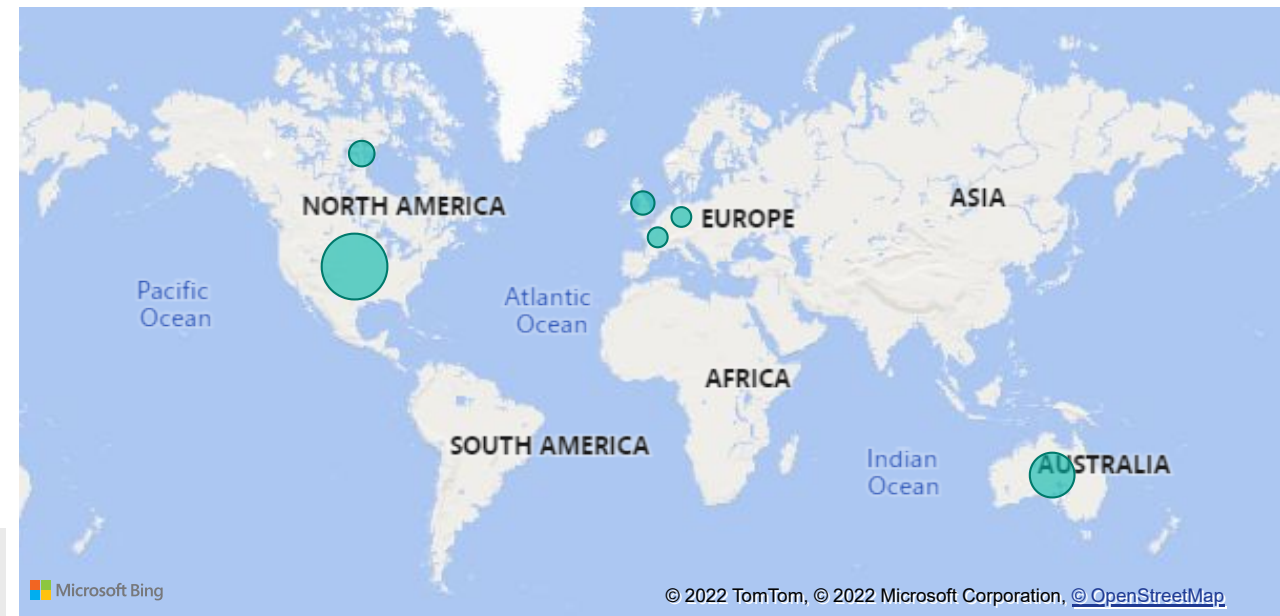 NORTH AMERICA
ASIA
EUROPE
Pacific
Ocean
Atlantic
Ocean
AFRICA
SOUTH AMERICA
Indian
Ocean
AUSTRALIA
Microsoft Bing
© 2022 TomTom, © 2022 Microsoft Corporation, © OpenStreetMap